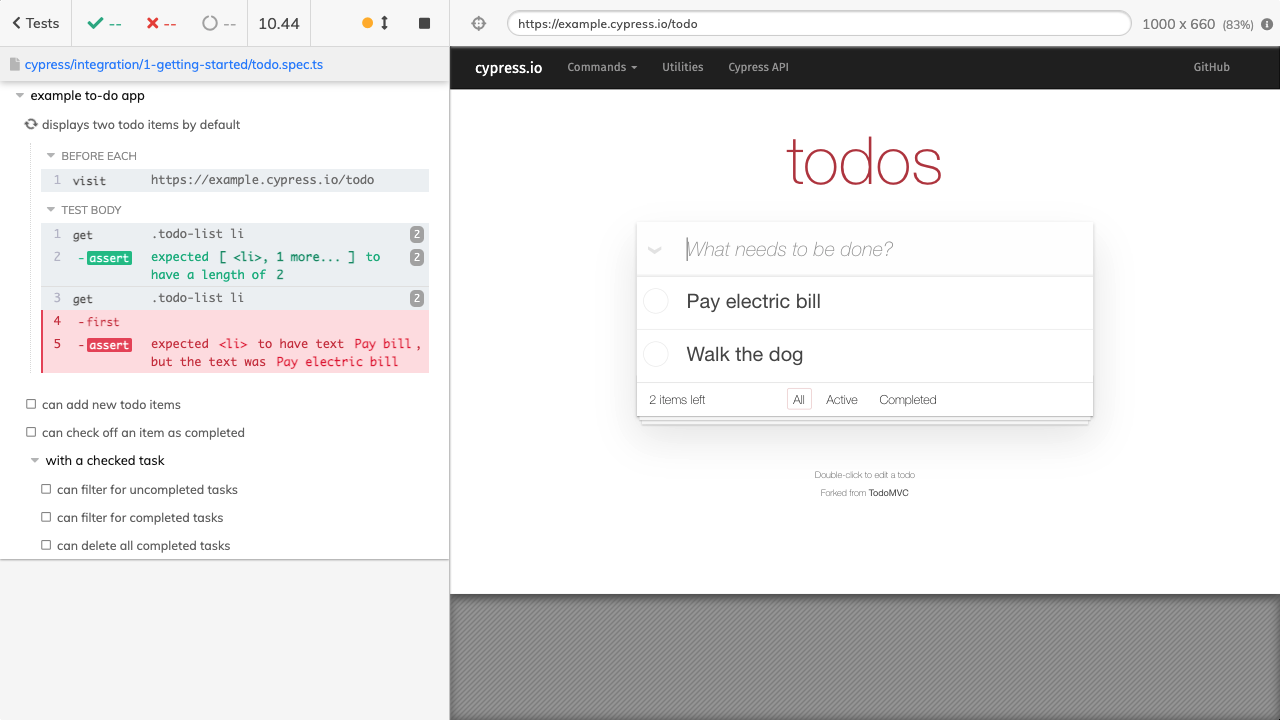 Tests
--
--
--
10.44
https://example.cypress.io/todo
1000 x 660 (83%)
cypress/integration/1-getting-started/todo.spec.ts
example to-do app
displays two todo items by default
BEFORE EACH
1 visit https://example.cypress.io/todo
TEST BODY
1 get .todo-list li 2
2 -assert expected [ <li>, 1 more... ] to 2
have a length of 2
3 get .todo-list li 2
4 -first
5 -assert expected <li> to have text Pay bill,
but the text was Pay electric bill
can add new todo items
can check off an item as completed
with a checked task
can filter for uncompleted tasks
can filter for completed tasks
can delete all completed tasks
cypress.io Commands Utilities Cypress API GitHub
todos
What needs to be done?
Pay electric bill
Walk the dog
2 items left All Active Completed
Double-click to edit a todo
Forked from TodoMVC